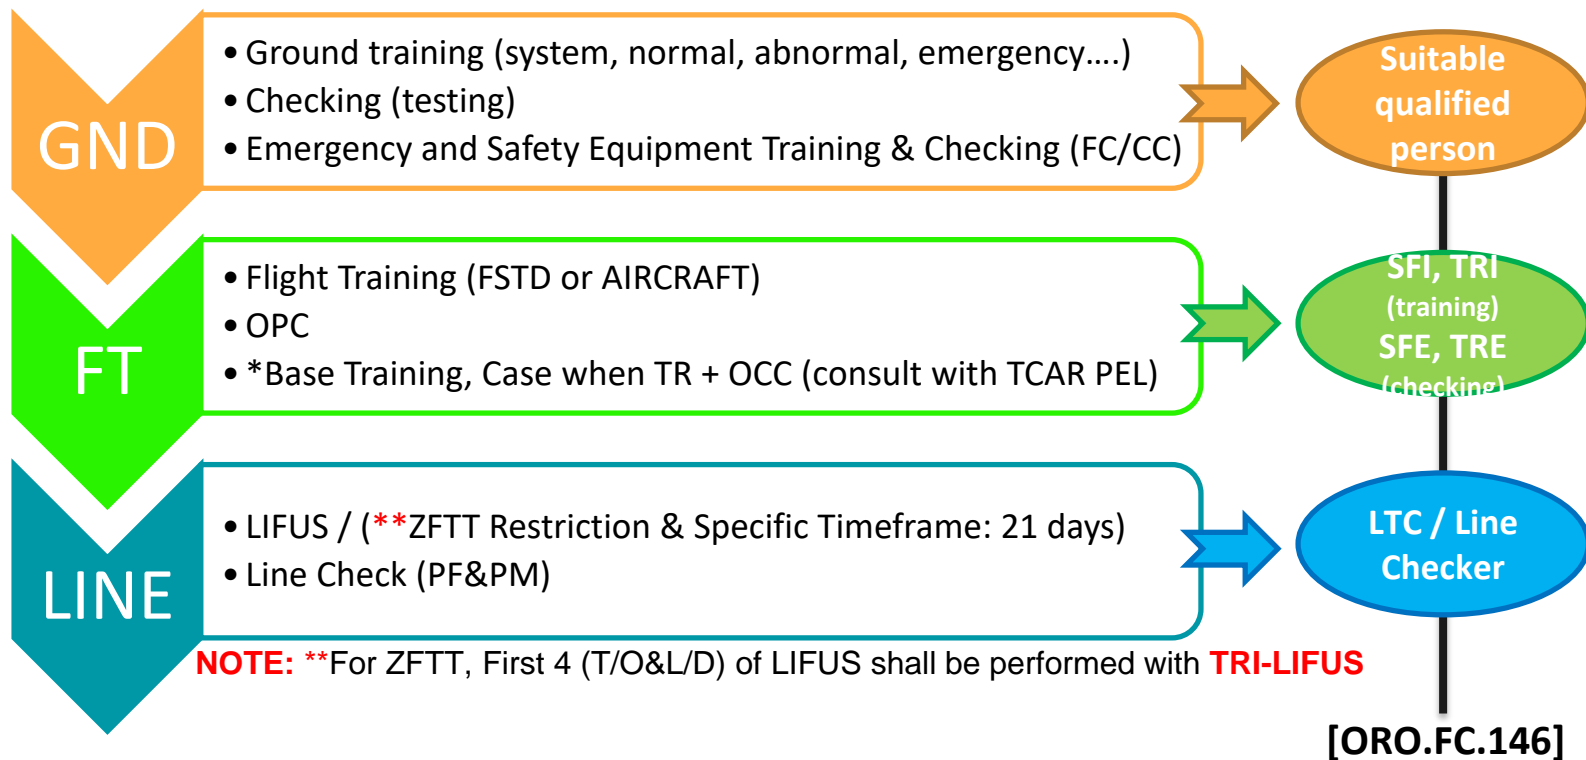 GND
• Ground training (system, normal, abnormal, emergency....)
• Checking (testing)
• Emergency and Safety Equipment Training & Checking (FC/CC)
Suitable
qualified
person
FT
• Flight Training (FSTD or AIRCRAFT)
• OPC
• *Base Training, Case when TR + OCC (consult with TCAR PEL)
SFI, TRI
(training)
SFE, TRE
(checking)
LINE
• LIFUS / (**ZFTT Restriction & Specific Timeframe: 21 days)
• Line Check (PF&PM)
LTC / Line
Checker
NOTE: **For ZFTT, First 4 (T/O&L/D) of LIFUS shall be performed with TRI-LIFUS
[ORO.FC.146]